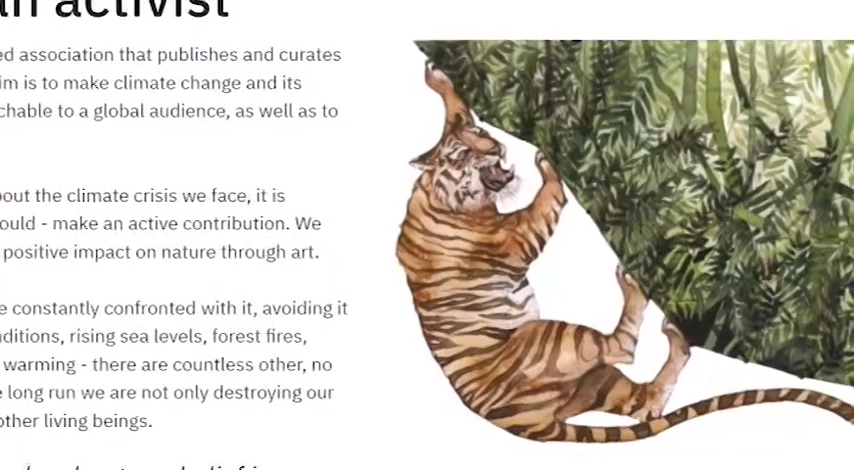 an activist
ed association that publishes and curates
im is to make climate change and its
chable to a global audience, as well as to
out the climate crisis we face, it is
ould - make an active contribution. We
positive impact on nature through art.
e constantly confronted with it, avoiding it
nditions, rising sea levels, forest fires,
warming - there are countless other, no
e long run we are not only destroying our
other living beings.